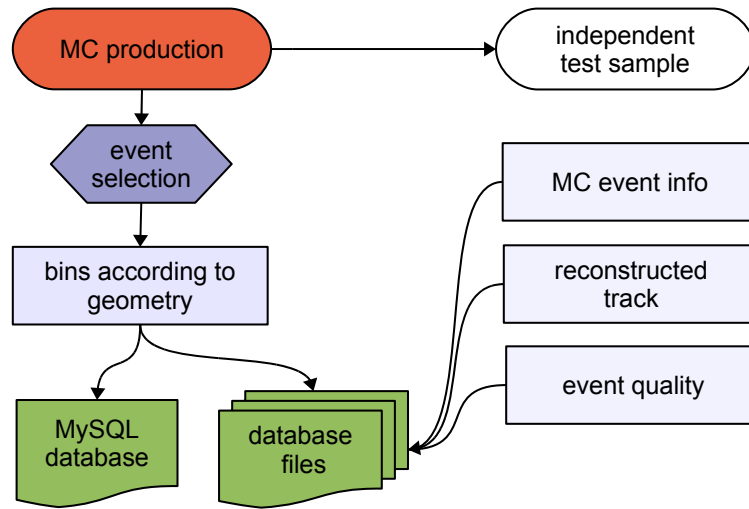 MC production
independent
test sample
event
selection
MC event info
bins according to
geometry
reconstructed
track
event quality
MySQL
database
database
files